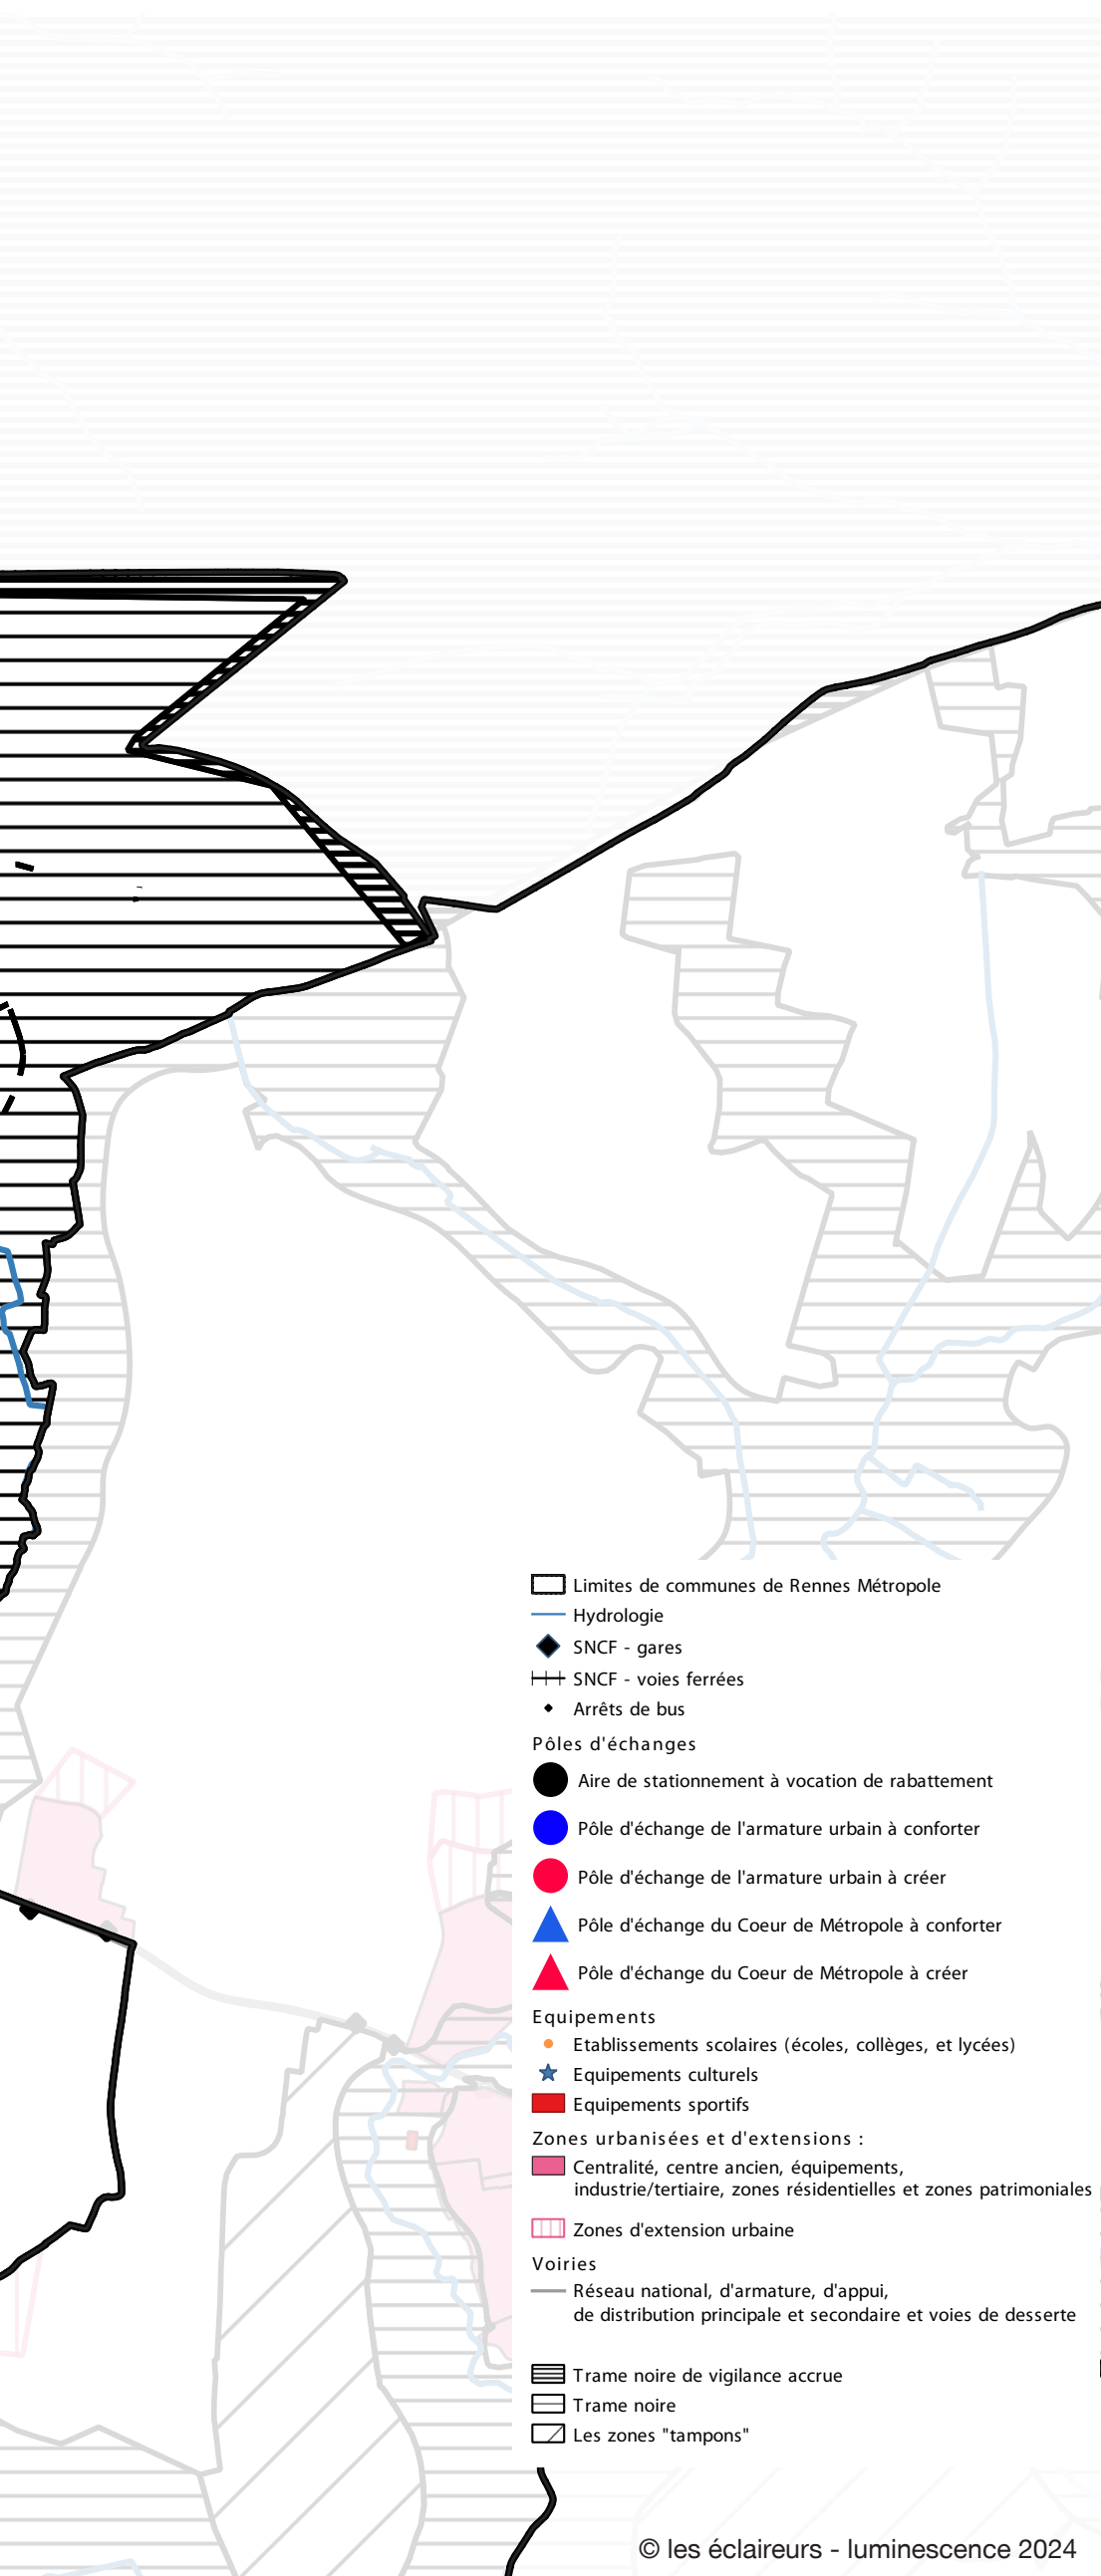 Limites de communes de Rennes Métropole
Hydrologie
SNCF - gares
SNCF - voies ferrées
Arrêts de bus
Pôles d'échanges
Aire de stationnement à vocation de rabattement
Pôle d'échange de l'armature urbain à conforter
Pôle d'échange de l'armature urbain à créer
Pôle d'échange du Coeur de Métropole à conforter
Pôle d'échange du Coeur de Métropole à créer
Equipements
Etablissements scolaires (écoles, collèges, et lycées)
Equipements culturels
Equipements sportifs
Zones urbanisées et d'extensions :
Centralité, centre ancien, équipements,
industrie/tertiaire, zones résidentielles et zones patrimoniales
Zones d'extension urbaine
Voiries
Réseau national, d'armature, d'appui,
de distribution principale et secondaire et voies de desserte
Trame noire de vigilance accrue
Trame noire
Les zones "tampons"
© les éclaireurs - luminescence 2024